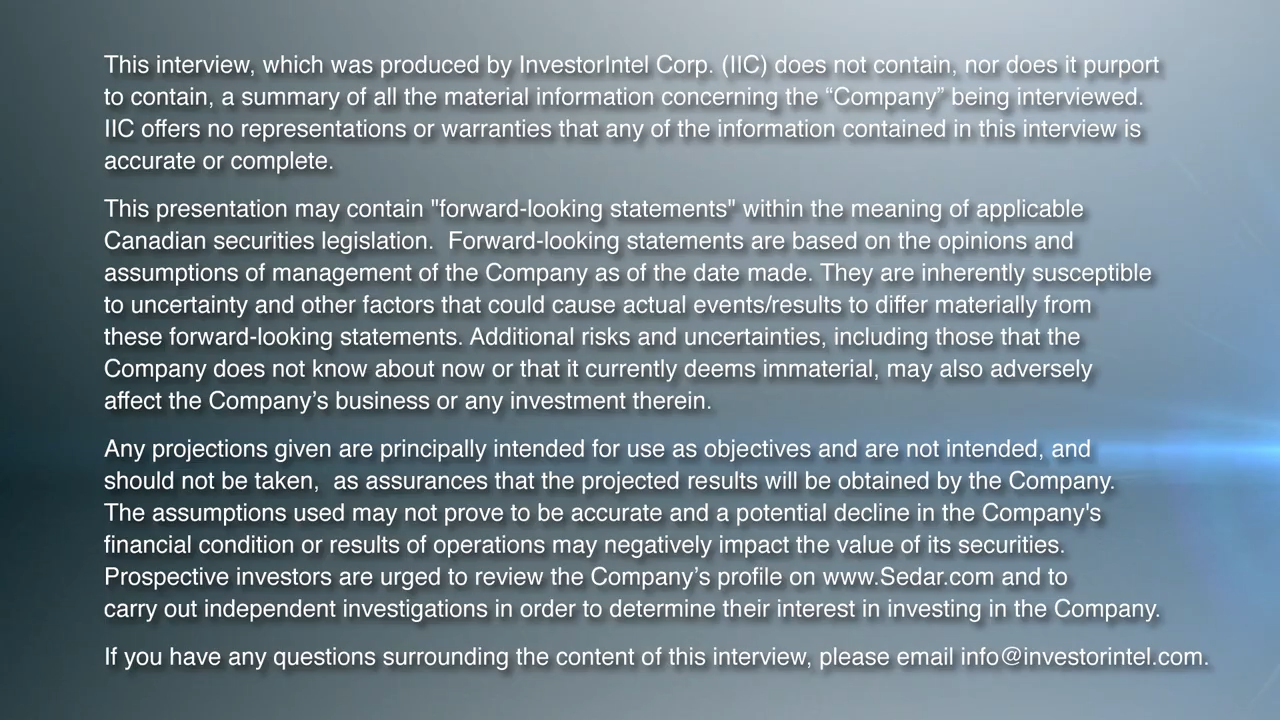 This interview, which was produced by InvestorIntel Corp. (IIC) does not contain, nor does it purport
to contain, a summary of all the material information concerning the “Company” being interviewed.
IIC offers no representations or warranties that any of the information contained in this interview is
accurate or complete.
This presentation may contain "forward-looking statements" within the meaning of applicable
Canadian securities legislation.  Forward-looking statements are based on the opinions and
assumptions of management of the Company as of the date made. They are inherently susceptible
to uncertainty and other factors that could cause actual events/results to differ materially from
these forward-looking statements. Additional risks and uncertainties, including those that the
Company does not know about now or that it currently deems immaterial, may also adversely
affect the Company’s business or any investment therein.
Any projections given are principally intended for use as objectives and are not intended, and
should not be taken,  as assurances that the projected results will be obtained by the Company.
The assumptions used may not prove to be accurate and a potential decline in the Company's
financial condition or results of operations may negatively impact the value of its securities.
Prospective investors are urged to review the Company’s profile on www.Sedar.com and to
carry out independent investigations in order to determine their interest in investing in the Company.
If you have any questions surrounding the content of this interview, please email info@investorintel.com.